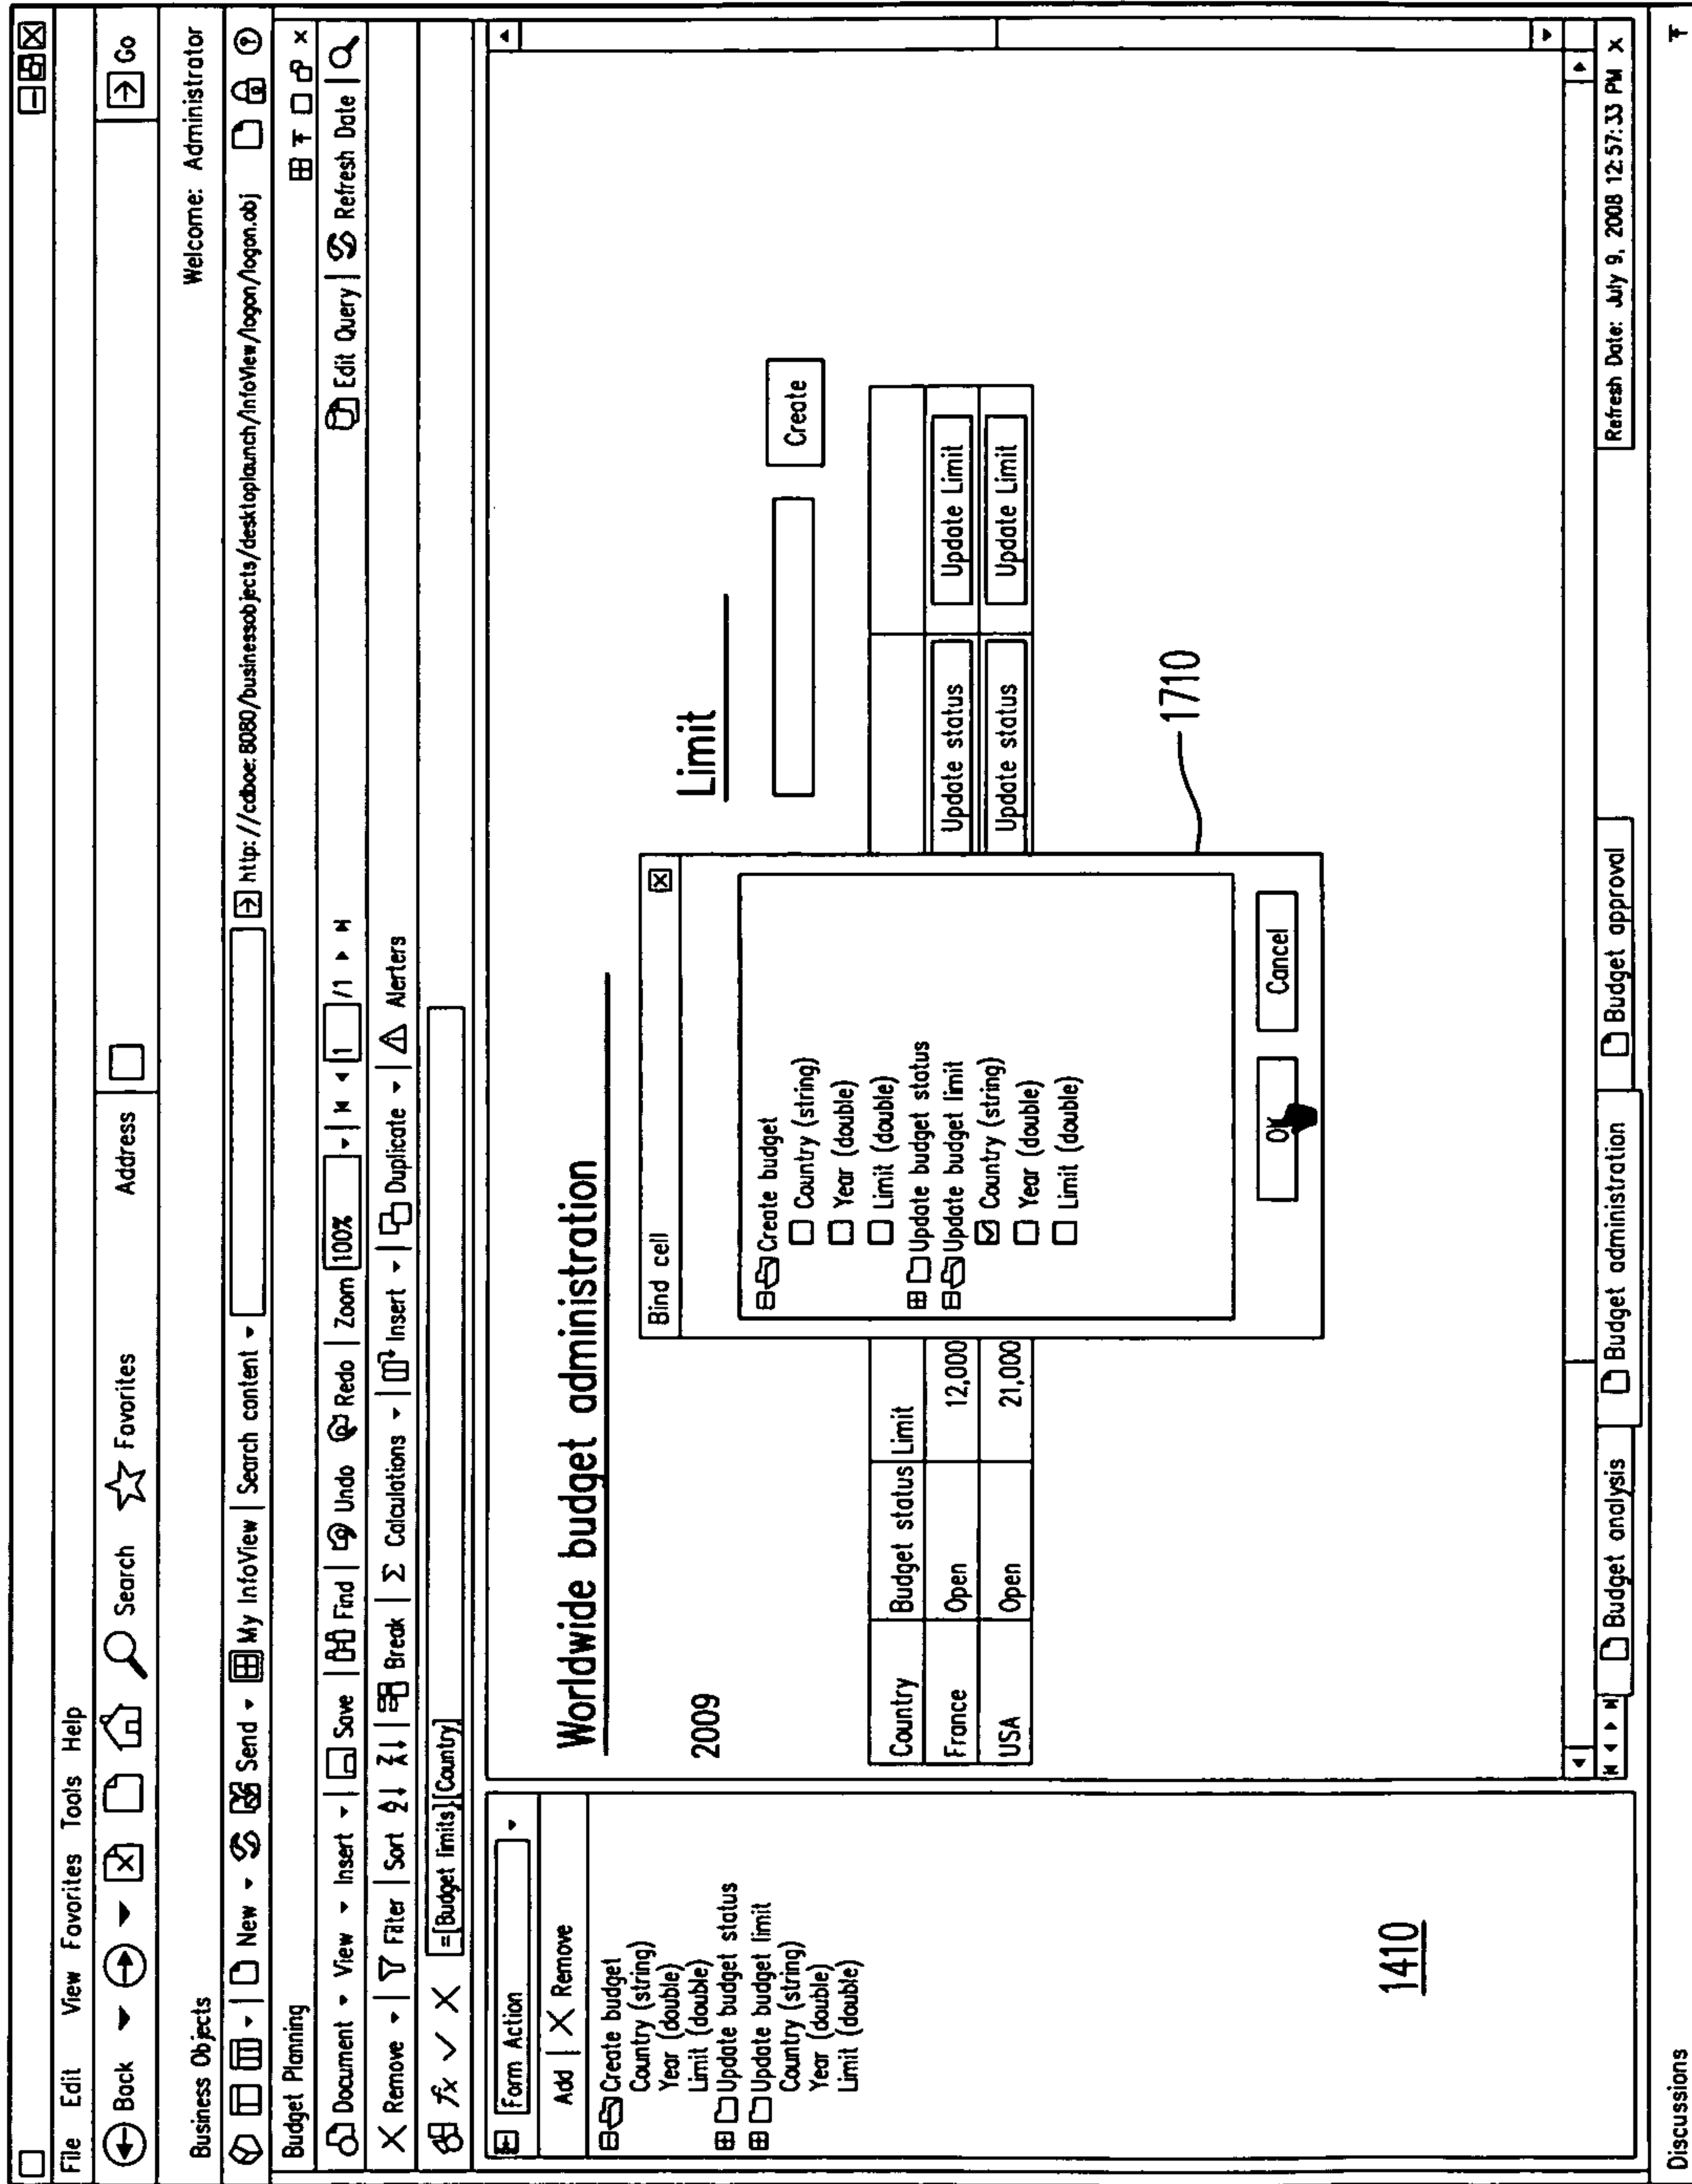 File Edit View Favorites Tools Help
Back Search Favorites Address Go
Business Objects Welcome: Administrator
New Send My InfoView Search content http://cdboe:8080/businessobjects/desktoplaunch/InfoView/logon/logon.obj
Budget Planning
Document View Insert Save Find Undo Redo Zoom 100% 1 /1 Edit Query Refresh Date
Remove Filter Sort Break Σ Calculations Insert Duplicate Alerters
fx =[Budget limits].[Country]
Form Action
Add Remove
Create budget
Country (string)
Year (double)
Limit (double)
Update budget status
Update budget limit
Country (string)
Year (double)
Limit (double)
1410
Worldwide budget administration
2009
Limit
Create
Country Budget status Limit
France Open 12,000 Update status Update Limit
USA Open 21,000 Update status Update Limit
Bind cell
Create budget
Country (string)
Year (double)
Limit (double)
Update budget status
Update budget limit
Country (string)
Year (double)
Limit (double)
OK Cancel
1710
Budget analysis Budget administration Budget approval Refresh Date: July 9, 2008 12:57:33 PM
Discussions